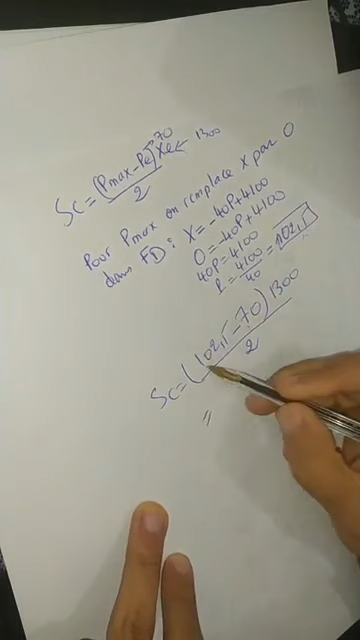 Sc = (Pmax - Pe) Xe ← 1300
70
2
Pour Pmax on remplace X par 0
dans FD : X = -40P + 4100
0 = -40P + 4100
40P = 4100
P = 4100 / 40 = 102,5
Sc = (102,5 - 70) 1300
2
=